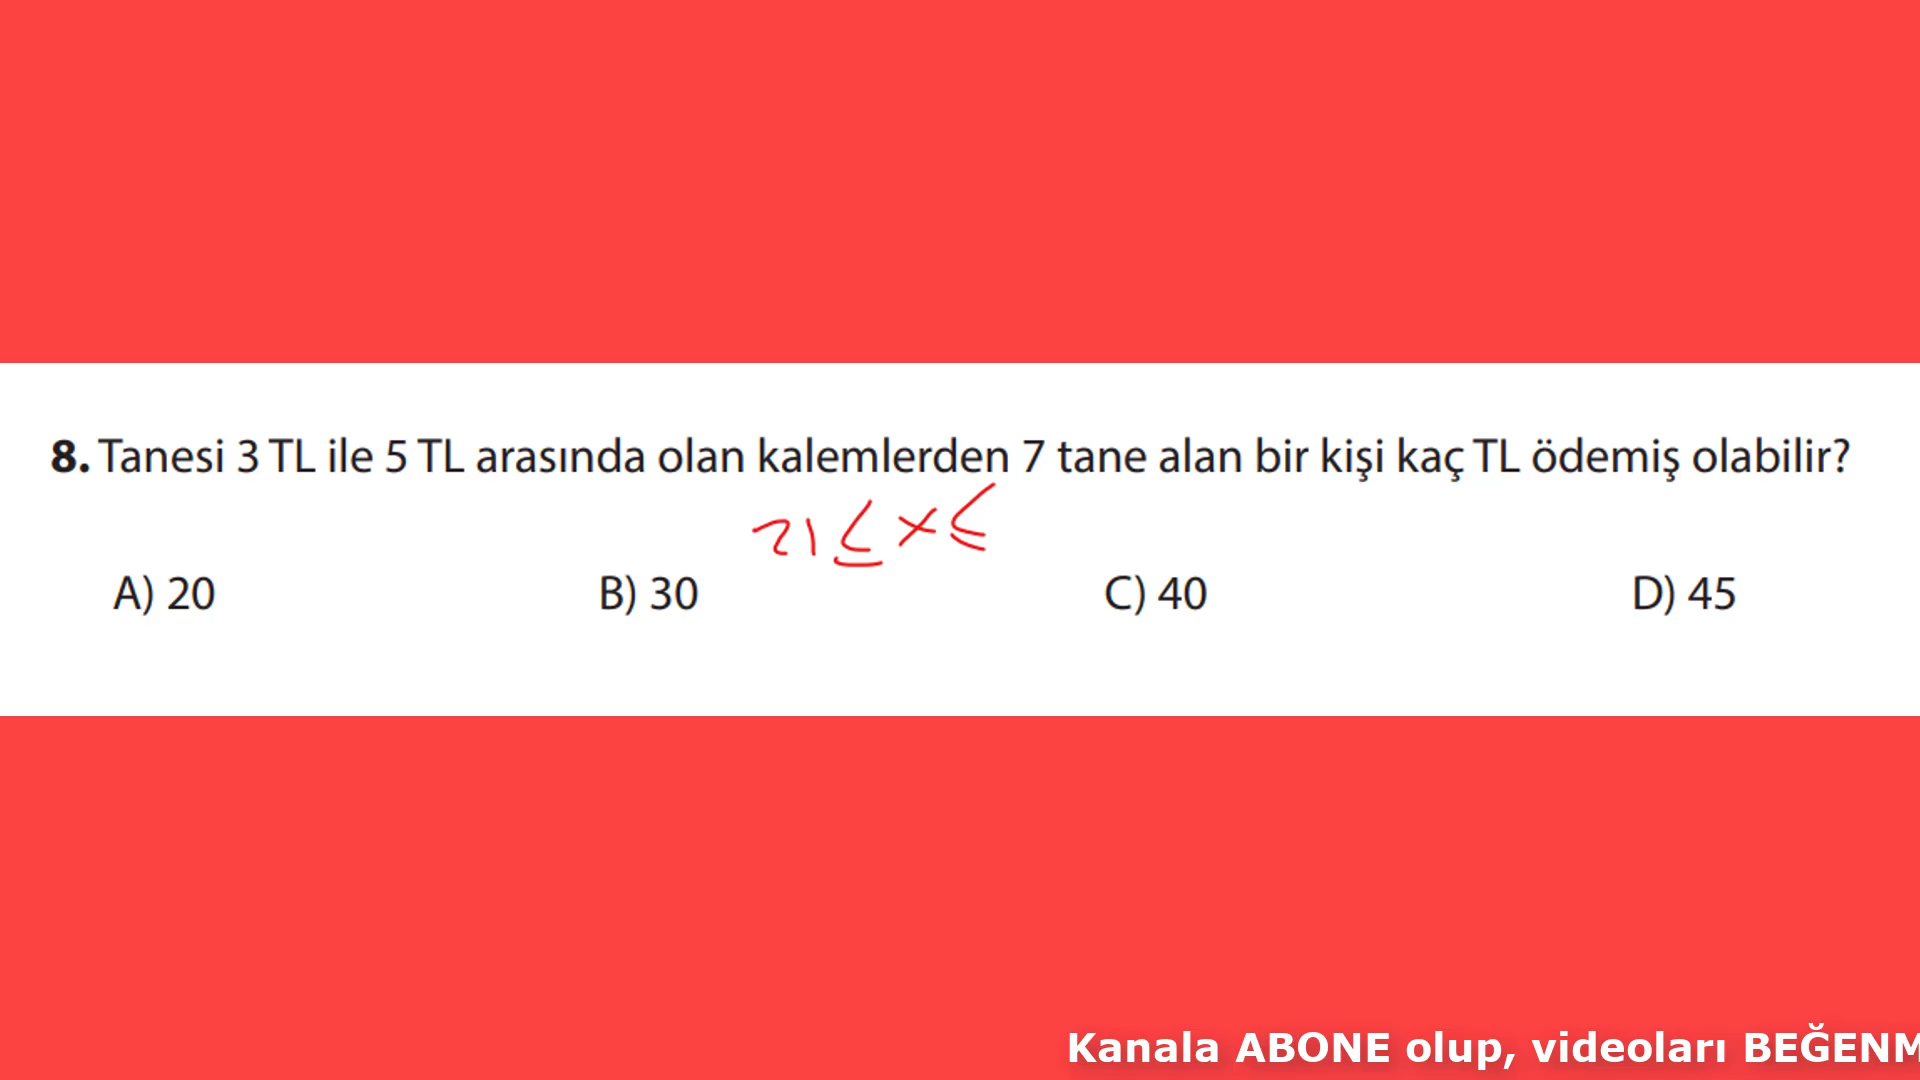 8. Tanesi 3 TL ile 5 TL arasında olan kalemlerden 7 tane alan bir kişi kaç TL ödemiş olabilir?
21 ≤ x ≤
A) 20 B) 30 C) 40 D) 45
Kanala ABONE olup, videoları BEĞENM